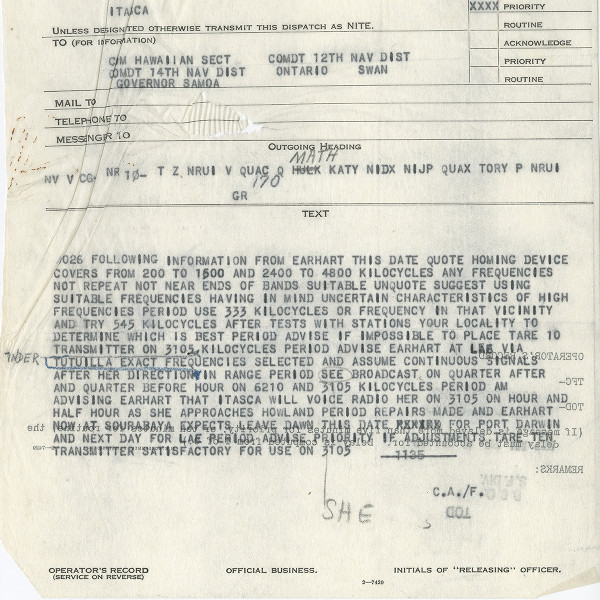 ITASCA
XXXX PRIORITY
UNLESS DESIGNATED OTHERWISE TRANSMIT THIS DISPATCH AS NITE.
ROUTINE
TO (FOR INFORMATION)
ACKNOWLEDGE
COM HAWAIIAN SECT COMDT 12TH NAV DIST
PRIORITY
COMDT 14TH NAV DIST ONTARIO SWAN
ROUTINE
GOVERNOR SAMOA
MAIL TO
TELEPHONE TO
MESSENGER TO
OUTGOING HEADING
MATH
NV V CG- NR 10- T Z NRUI V QUAC Q HULK KATY NIDX NIJP QUAX TORY P NRUI
GR 170
TEXT
026 FOLLOWING INFORMATION FROM EARHART THIS DATE QUOTE HOMING DEVICE
COVERS FROM 200 TO 1500 AND 2400 TO 4800 KILOCYCLES ANY FREQUENCIES
NOT REPEAT NOT NEAR ENDS OF BANDS SUITABLE UNQUOTE SUGGEST USING
SUITABLE FREQUENCIES HAVING IN MIND UNCERTAIN CHARACTERISTICS OF HIGH
FREQUENCIES PERIOD USE 333 KILOCYCLES OR FREQUENCY IN THAT VICINITY
AND TRY 545 KILOCYCLES AFTER TESTS WITH STATIONS YOUR LOCALITY TO
DETERMINE WHICH IS BEST PERIOD ADVISE IF IMPOSSIBLE TO PLACE TARE 10
TRANSMITTER ON 3105 KILOCYCLES PERIOD ADVISE EARHART AT LAE VIA
UNDER TUTUILLA EXACT FREQUENCIES SELECTED AND ASSUME CONTINUOUS SIGNALS
AFTER HER DIRECTION IN RANGE PERIOD SEE BROADCAST ON QUARTER AFTER
AND QUARTER BEFORE HOUR ON 6210 AND 3105 KILOCYCLES PERIOD AM
ADVISING EARHART THAT ITASCA WILL VOICE RADIO HER ON 3105 ON HOUR AND
HALF HOUR AS SHE APPROACHES HOWLAND PERIOD REPAIRS MADE AND EARHART
NOW AT SOURABAYA EXPECTS LEAVE DAWN THIS DATE XXXXXX FOR PORT DARWIN
AND NEXT DAY FOR LAE PERIOD ADVISE PRIORITY IF ADJUSTMENTS TARE TEN
TRANSMITTER SATISFACTORY FOR USE ON 3105 1135
REMARKS:
C.A./F.
SHE
TOD
OPERATOR'S RECORD OFFICIAL BUSINESS. INITIALS OF "RELEASING" OFFICER.
(SERVICE ON REVERSE)
2—7420